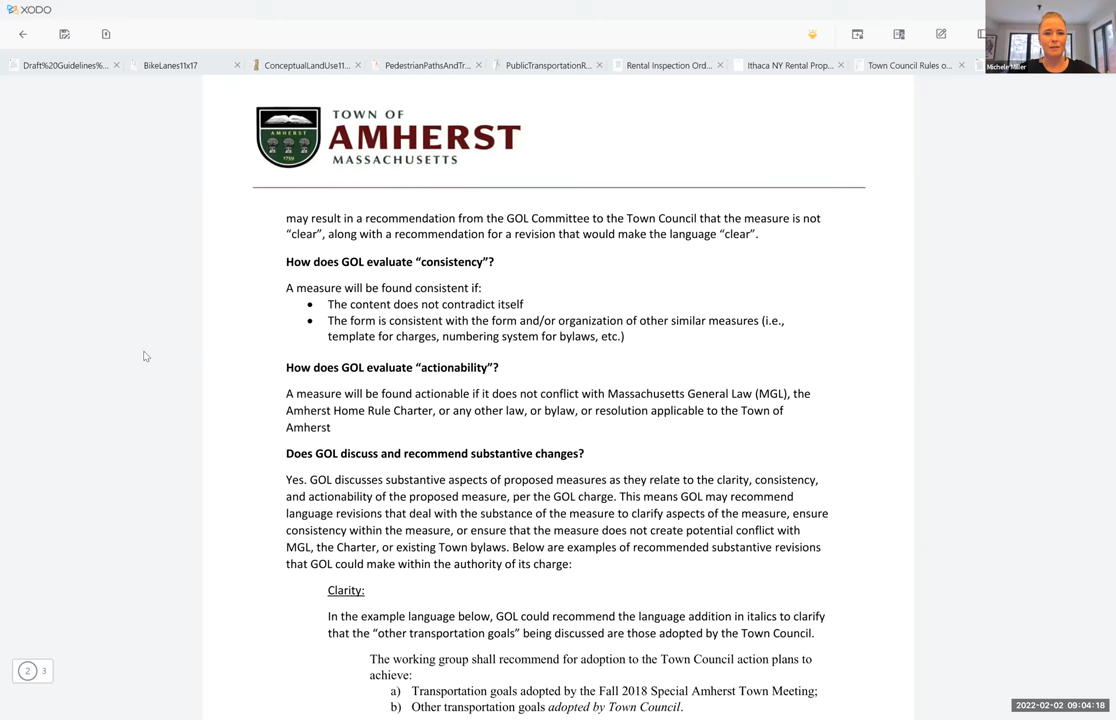 XODO
Draft%20Guidelines%... ×
BikeLanes11x17 ×
ConceptualLandUse11... ×
PedestrianPathsAndTr... ×
PublicTransportationR... ×
Rental Inspection Ord... ×
Ithaca NY Rental Prop... ×
Town Council Rules o... ×
Michele Miller
TOWN OF
AMHERST
MASSACHUSETTS
AMHERST
1759
may result in a recommendation from the GOL Committee to the Town Council that the measure is not
“clear”, along with a recommendation for a revision that would make the language “clear”.
How does GOL evaluate “consistency”?
A measure will be found consistent if:
• The content does not contradict itself
• The form is consistent with the form and/or organization of other similar measures (i.e.,
template for charges, numbering system for bylaws, etc.)
How does GOL evaluate “actionability”?
A measure will be found actionable if it does not conflict with Massachusetts General Law (MGL), the
Amherst Home Rule Charter, or any other law, or bylaw, or resolution applicable to the Town of
Amherst
Does GOL discuss and recommend substantive changes?
Yes. GOL discusses substantive aspects of proposed measures as they relate to the clarity, consistency,
and actionability of the proposed measure, per the GOL charge. This means GOL may recommend
language revisions that deal with the substance of the measure to clarify aspects of the measure, ensure
consistency within the measure, or ensure that the measure does not create potential conflict with
MGL, the Charter, or existing Town bylaws. Below are examples of recommended substantive revisions
that GOL could make within the authority of its charge:
Clarity:
In the example language below, GOL could recommend the language addition in italics to clarify
that the “other transportation goals” being discussed are those adopted by the Town Council.
The working group shall recommend for adoption to the Town Council action plans to
achieve:
a) Transportation goals adopted by the Fall 2018 Special Amherst Town Meeting;
b) Other transportation goals adopted by Town Council.
2 3
2022-02-02 09:04:18